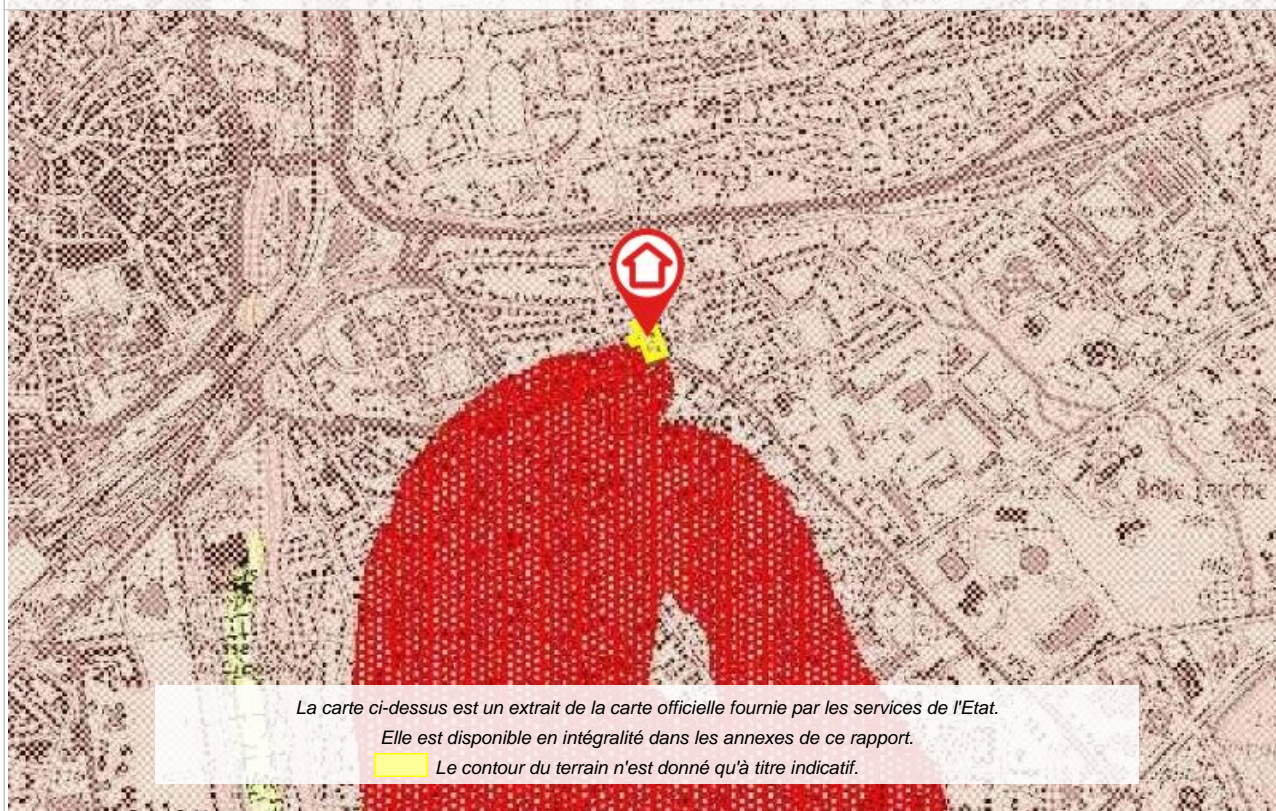 La carte ci-dessus est un extrait de la carte officielle fournie par les services de l'Etat.
Elle est disponible en intégralité dans les annexes de ce rapport.
Le contour du terrain n'est donné qu'à titre indicatif.